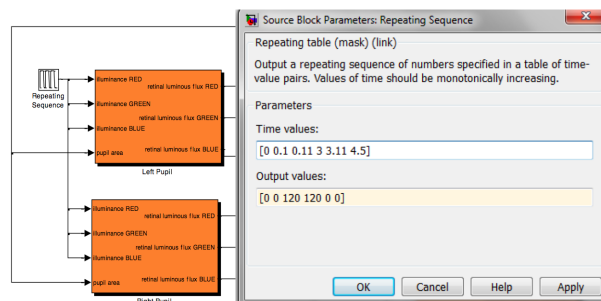 Repeating
Sequence
illuminance RED
retinal luminous flux RED
illuminance GREEN
retinal luminous flux GREEN
illuminance BLUE
retinal luminous flux BLUE
pupil area
Left Pupil
illuminance RED
retinal luminous flux RED
illuminance GREEN
retinal luminous flux GREEN
illuminance BLUE
retinal luminous flux BLUE
pupil area
Right Pupil
Source Block Parameters: Repeating Sequence
Repeating table (mask) (link)
Output a repeating sequence of numbers specified in a table of time-
value pairs. Values of time should be monotonically increasing.
Parameters
Time values:
[0 0.1 0.11 3 3.11 4.5]
Output values:
[0 0 120 120 0 0]
OK Cancel Help Apply